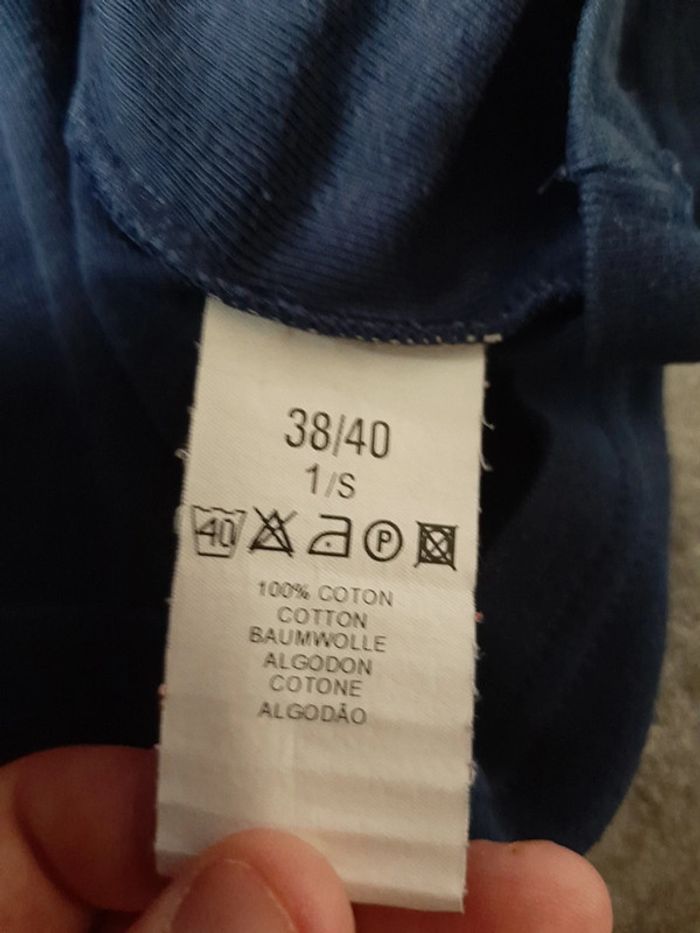 38/40
1/S
40 P
100% COTON
COTTON
BAUMWOLLE
ALGODON
COTONE
ALGODÃO